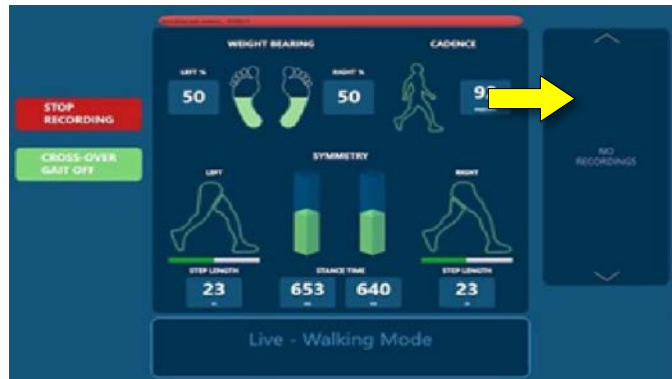 WEIGHT BEARING
CADENCE
LEFT %
RIGHT %
50
50
STOP
RECORDING
CROSS-OVER
GAIT OFF
NO
RECORDINGS
SYMMETRY
LEFT
RIGHT
STEP LENGTH
STANCE TIME
STEP LENGTH
23
653
640
23
Live - Walking Mode